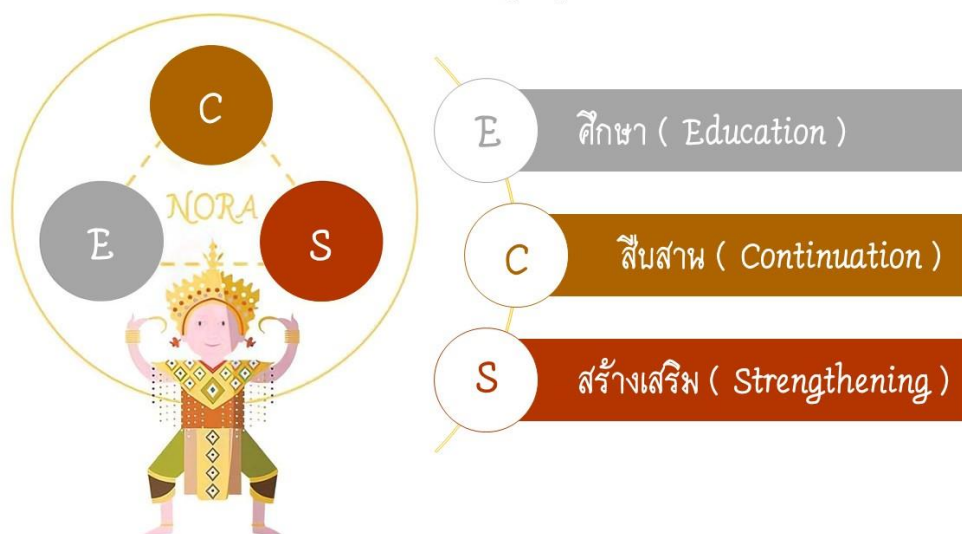 C
NORA
E
S
E
ศึกษา ( Education )
C
สืบสาน ( Continuation )
S
สร้างเสริม ( Strengthening )